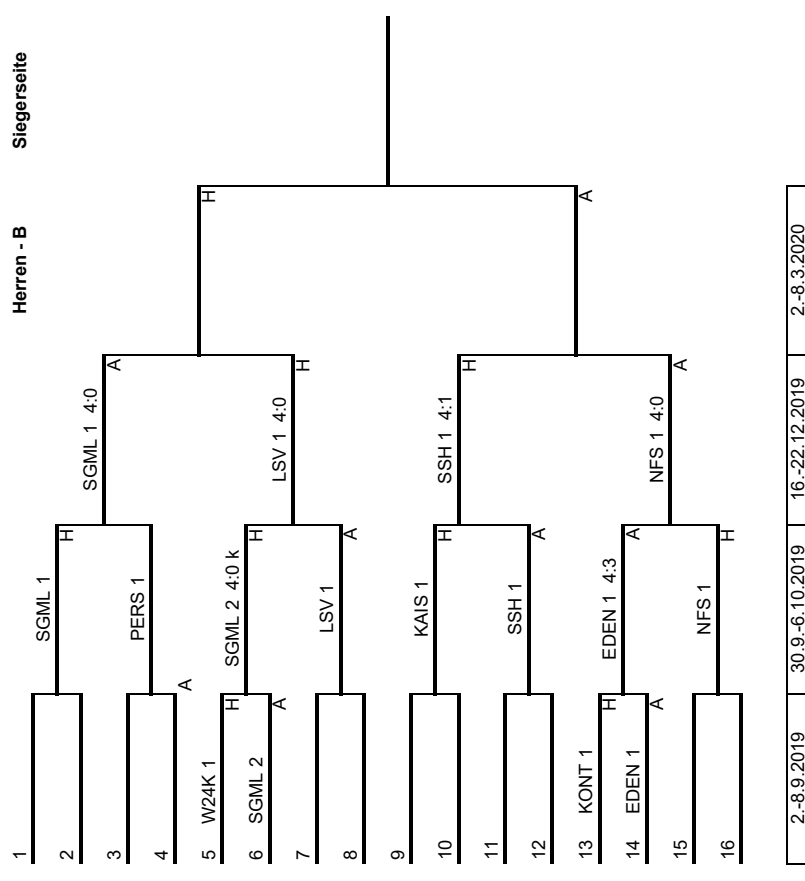 Herren - B Siegerseite
1
2
SGML 1
H
SGML 1 4:0
A
3
4
PERS 1
A
H
5 W24K 1
H
6 SGML 2
A
SGML 2 4:0 k
H
LSV 1 4:0
H
7
8
LSV 1
A
9
10
KAIS 1
H
SSH 1 4:1
H
11
12
SSH 1
A
A
13 KONT 1
H
14 EDEN 1
A
EDEN 1 4:3
A
NFS 1 4:0
A
15
16
NFS 1
H
2.-8.9.2019 30.9.-6.10.2019 16.-22.12.2019 2.-8.3.2020